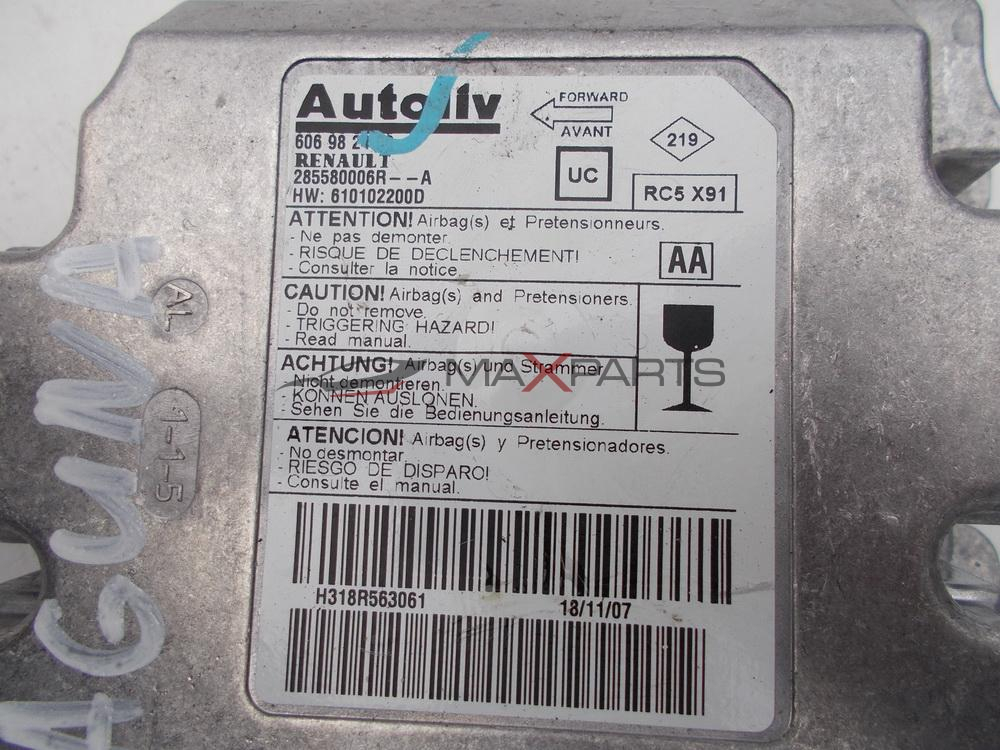 Autoliv
FORWARD
AVANT
219
606 98
RENAULT
285580006R--A
HW: 610102200D
UC
RC5 X91
ATTENTION! Airbag(s) et Pretensionneurs.
- Ne pas demonter.
- RISQUE DE DECLENCHEMENT!
- Consulter la notice.
AA
CAUTION! Airbag(s) and Pretensioners.
- Do not remove.
- TRIGGERING HAZARD!
- Read manual.
ACHTUNG! Airbag(s) und Strammer
- Nicht demontieren.
- KONNEN AUSLONEN.
- Sehen Sie die Bedienungsanleitung.
ATENCION! Airbag(s) y Pretensionadores.
- No desmontar.
- RIESGO DE DISPARO!
- Consulte el manual.
H318R563061
18/11/07
AL
1-1-5
AGUNA
MAXPARTS